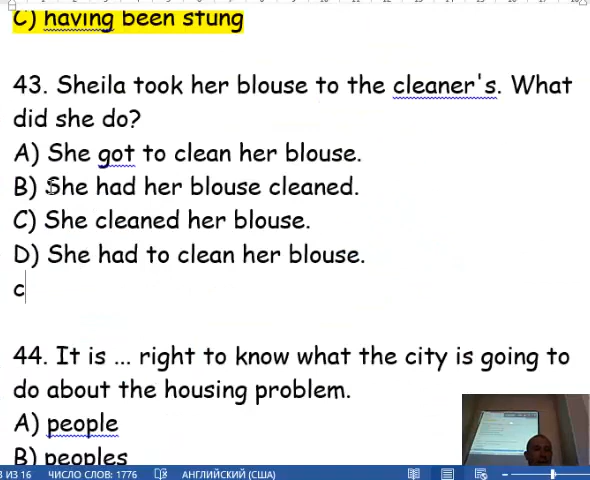 C) having been stung
43. Sheila took her blouse to the cleaner's. What
did she do?
A) She got to clean her blouse.
B) She had her blouse cleaned.
C) She cleaned her blouse.
D) She had to clean her blouse.
c
44. It is ... right to know what the city is going to
do about the housing problem.
A) people
B) peoples
3 ИЗ 16 ЧИСЛО СЛОВ: 1776 АНГЛИЙСКИЙ (США)